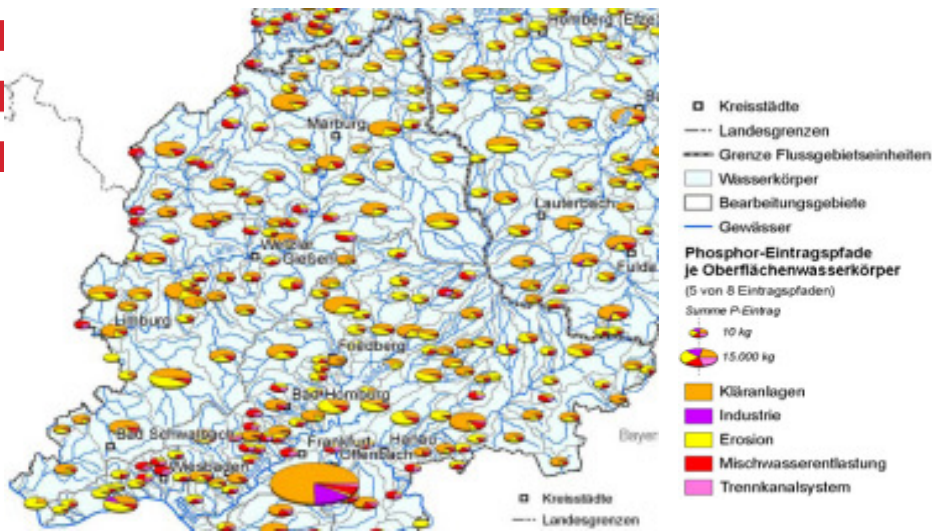 Homberg (Efze)
Marburg
Lauterbach
Wetzlar
Gießen
Fulda
Limburg
Friedberg
Bad Homburg
Bad Schwalbach
Frankfurt
Hanau
Offenbach
Bayer
Wiesbaden
Kreisstädte
Landesgrenzen
Kreisstädte
Landesgrenzen
Grenze Flussgebietseinheiten
Wasserkörper
Bearbeitungsgebiete
Gewässer
Phosphor-Eintragspfade
je Oberflächenwasserkörper
(5 von 8 Eintragspfaden)
Summe P-Eintrag
10 kg
15.000 kg
Kläranlagen
Industrie
Erosion
Mischwasserentlastung
Trennkanalsystem